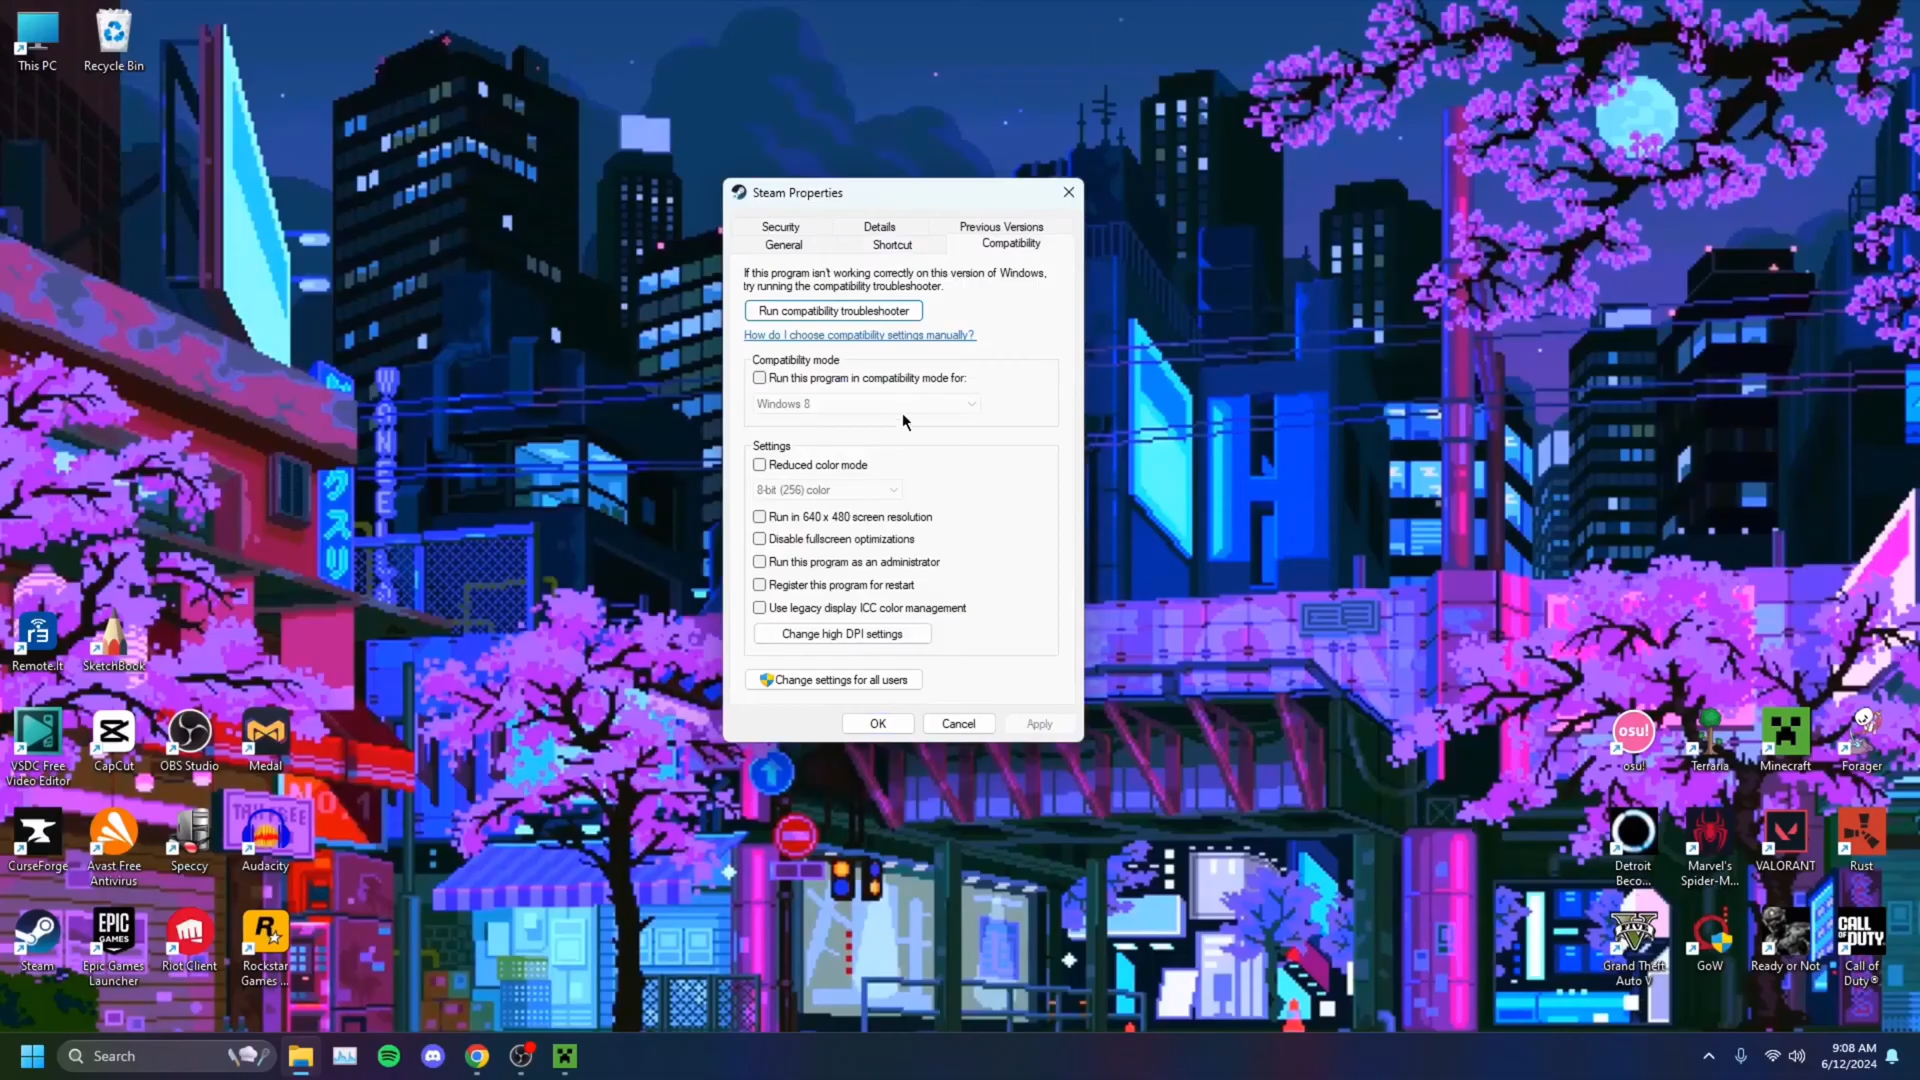 This PC
Recycle Bin
Steam Properties
Security
Details
Previous Versions
General
Shortcut
Compatibility
If this program isn't working correctly on this version of Windows,
try running the compatibility troubleshooter.
Run compatibility troubleshooter
How do I choose compatibility settings manually?
Compatibility mode
Run this program in compatibility mode for:
Windows 8
Settings
Reduced color mode
8-bit (256) color
Run in 640 x 480 screen resolution
Disable fullscreen optimizations
Run this program as an administrator
Register this program for restart
Use legacy display ICC color management
Change high DPI settings
Change settings for all users
OK
Cancel
Apply
クスリ
Remote.It
SketchBook
VSDC Free
Video Editor
CapCut
OBS Studio
Medal
CurseForge
Avast Free
Antivirus
Speccy
Audacity
Steam
EPIC
GAMES
Epic Games
Launcher
Riot Client
Rockstar
Games ...
NO. 1
osu!
osu!
Terraria
Minecraft
Forager
Detroit
Beco...
Marvel's
Spider-M...
VALORANT
Rust
Grand Theft
Auto V
GoW
Ready or Not
CALL
OF DUTY
Call of
Duty®
Search
9:08 AM
6/12/2024